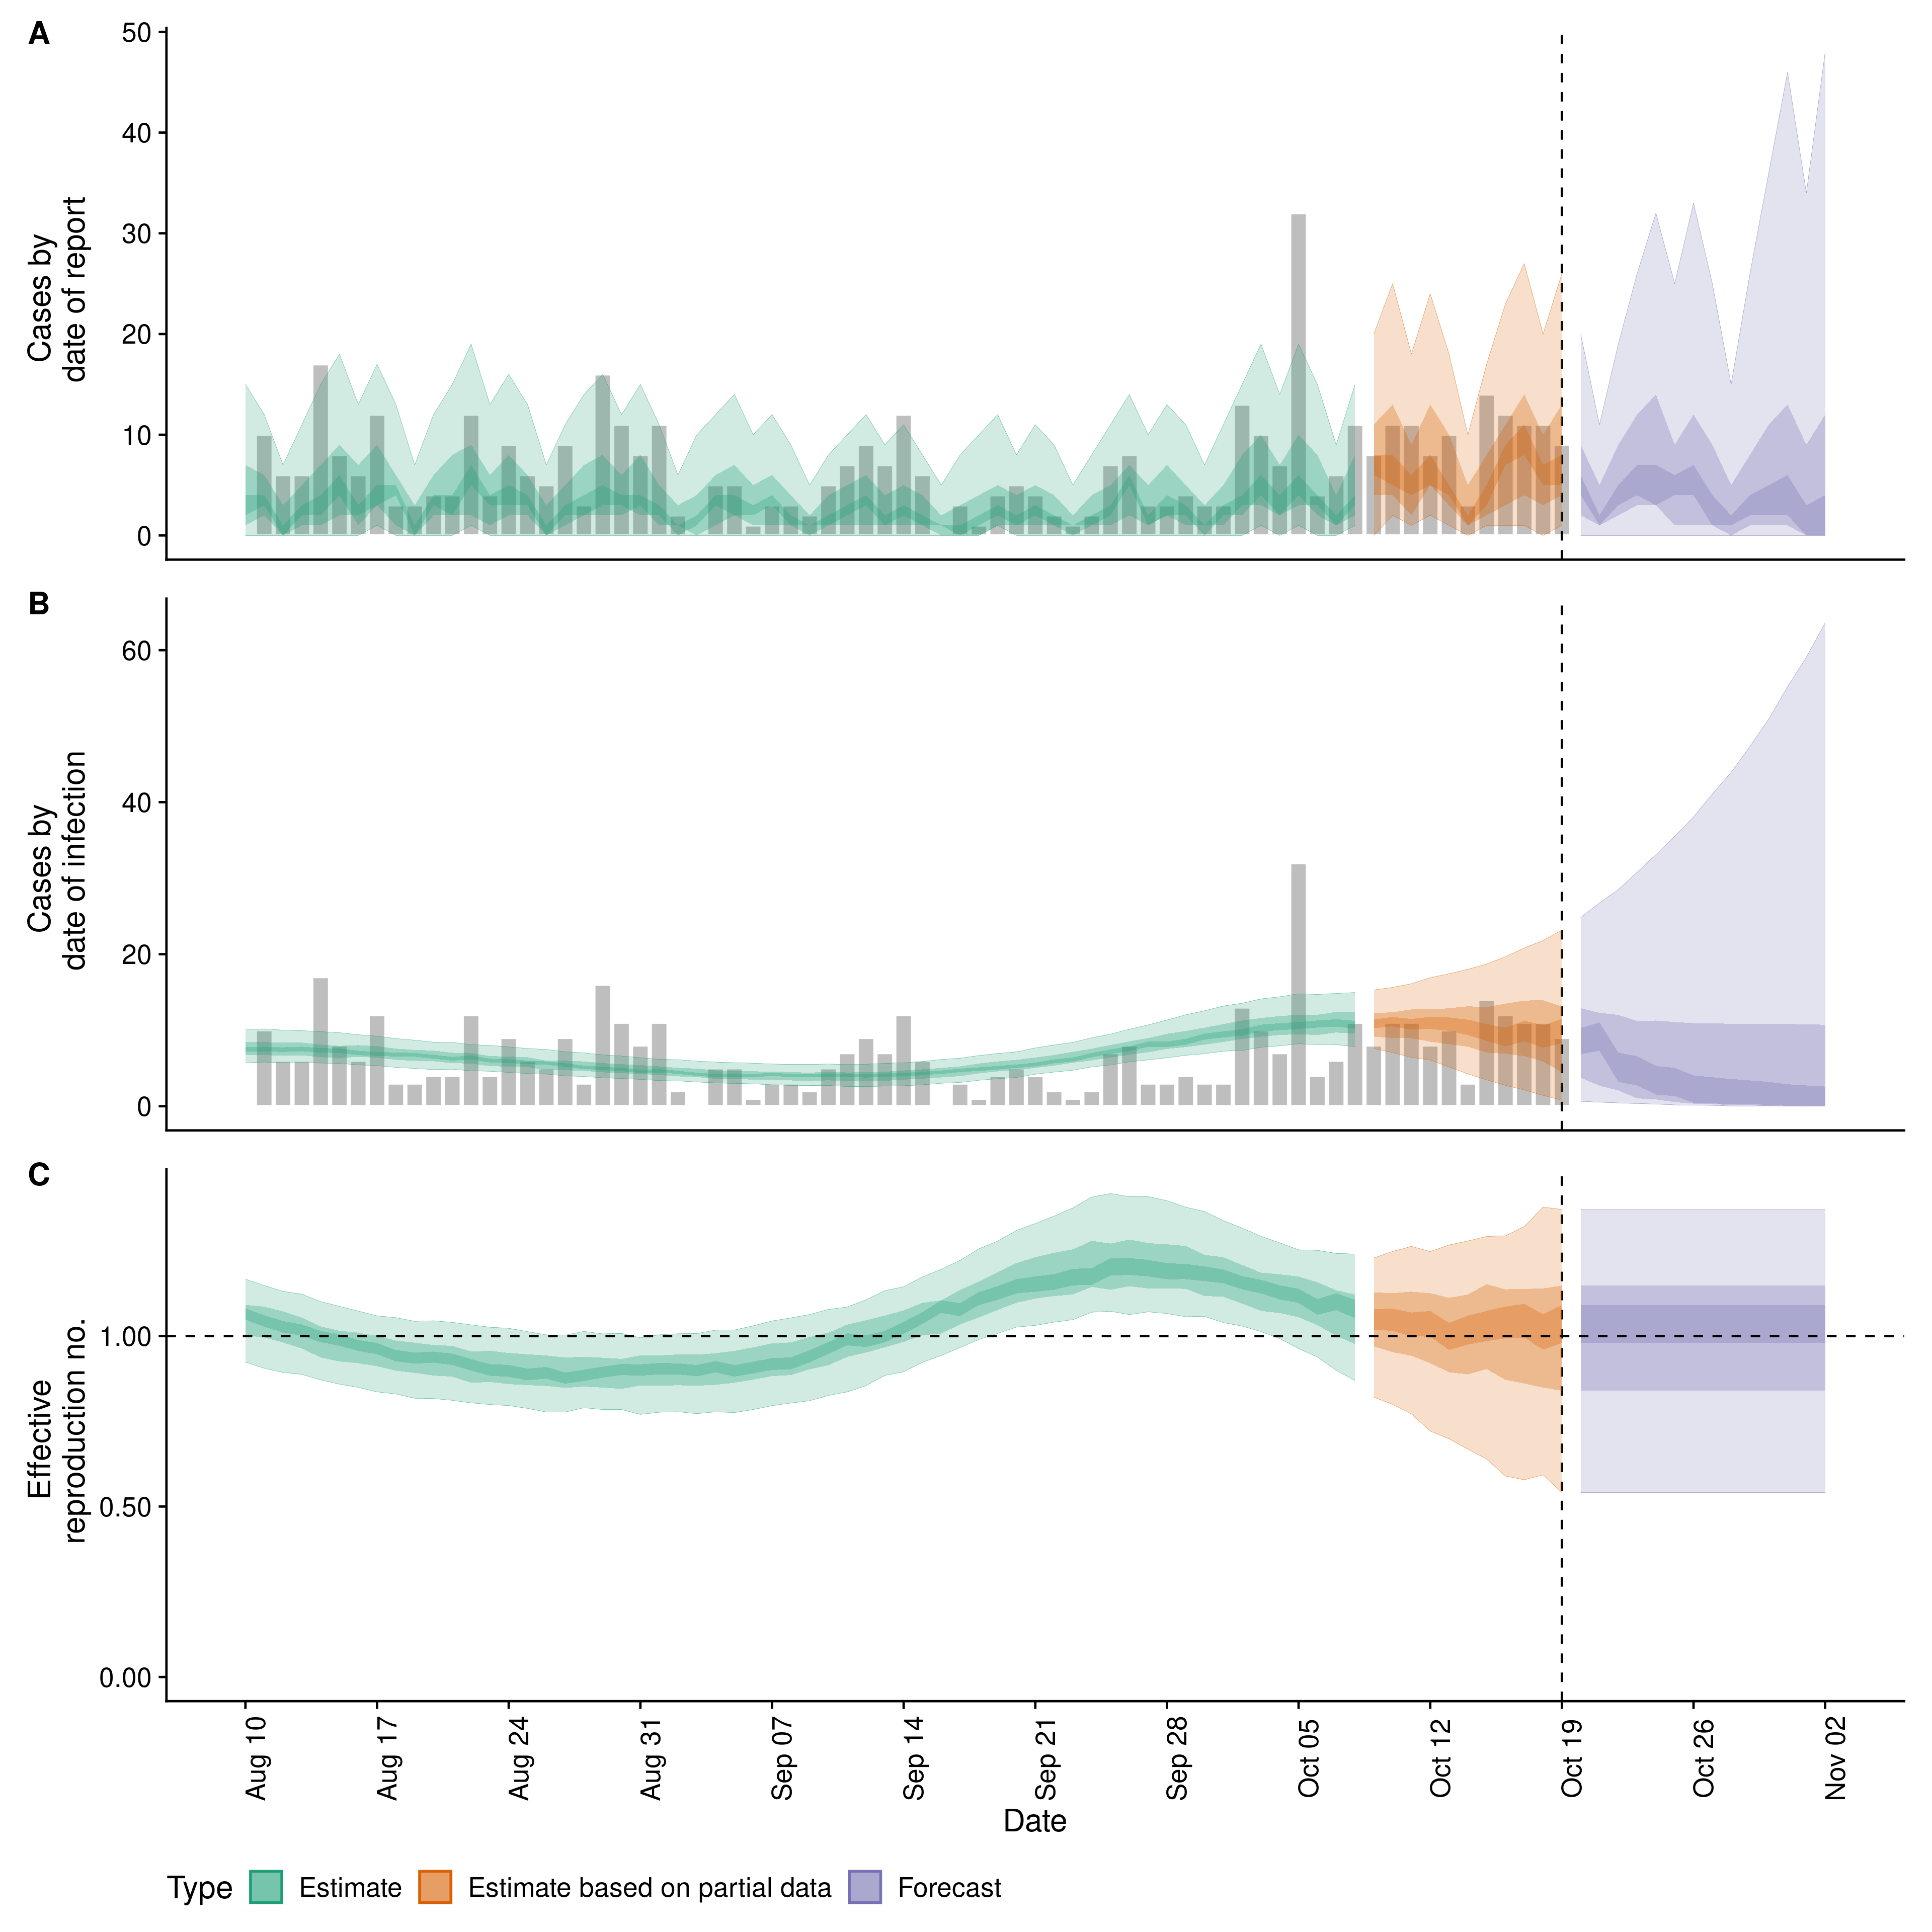 A
50
40
30
20
10
0
Cases by
date of report
B
60
40
20
0
Cases by
date of infection
C
1.00
0.50
0.00
Effective
reproduction no.
Aug 10
Aug 17
Aug 24
Aug 31
Sep 07
Sep 14
Sep 21
Sep 28
Oct 05
Oct 12
Oct 19
Oct 26
Nov 02
Date
Type Estimate Estimate based on partial data Forecast